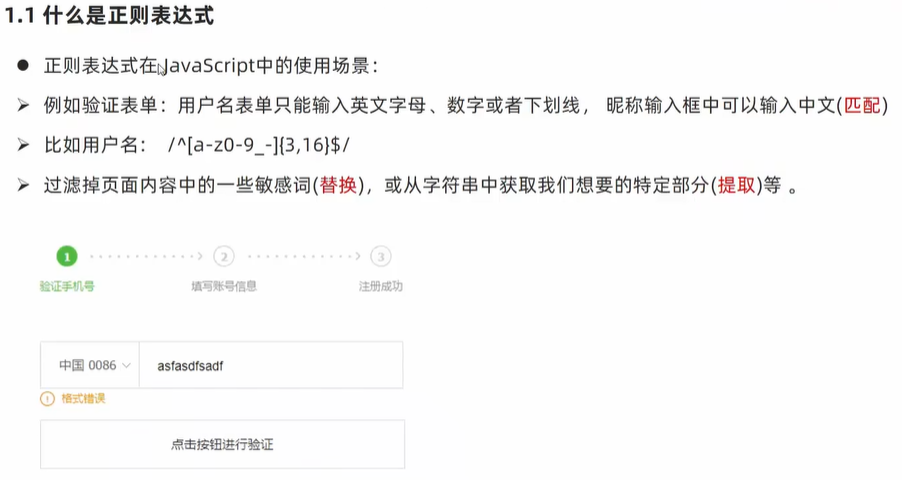 1.1 什么是正则表达式
● 正则表达式在JavaScript中的使用场景：
➤ 例如验证表单：用户名表单只能输入英文字母、数字或者下划线， 昵称输入框中可以输入中文(匹配)
➤ 比如用户名： /^[a-z0-9_-]{3,16}$/
➤ 过滤掉页面内容中的一些敏感词(替换)，或从字符串中获取我们想要的特定部分(提取)等 。
1 2 3
验证手机号 填写账号信息 注册成功
中国 0086 asfasdfsadf
格式错误
点击按钮进行验证